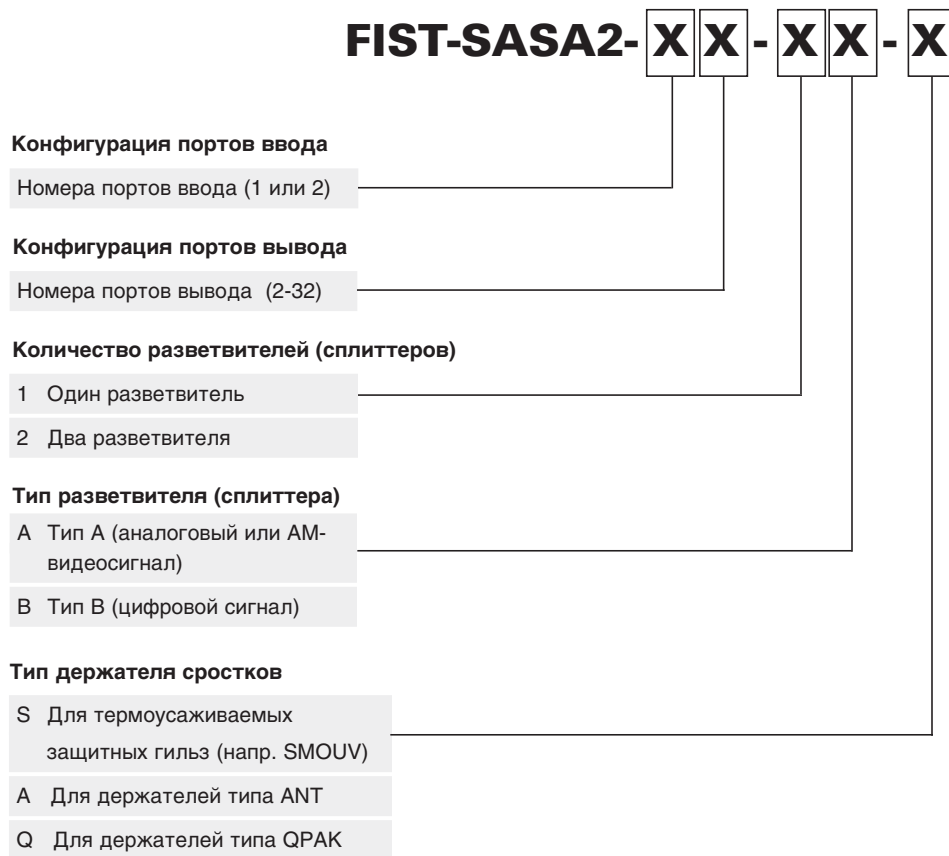 FIST-SASA2-XX-XX-X
Конфигурация портов ввода
Номера портов ввода (1 или 2)
Конфигурация портов вывода
Номера портов вывода (2-32)
Количество разветвителей (сплиттеров)
1 Один разветвитель
2 Два разветвителя
Тип разветвителя (сплиттера)
A Тип A (аналоговый или AM-
видеосигнал)
B Тип B (цифровой сигнал)
Тип держателя сростков
S Для термоусаживаемых
защитных гильз (напр. SMOUV)
A Для держателей типа ANT
Q Для держателей типа QPAK